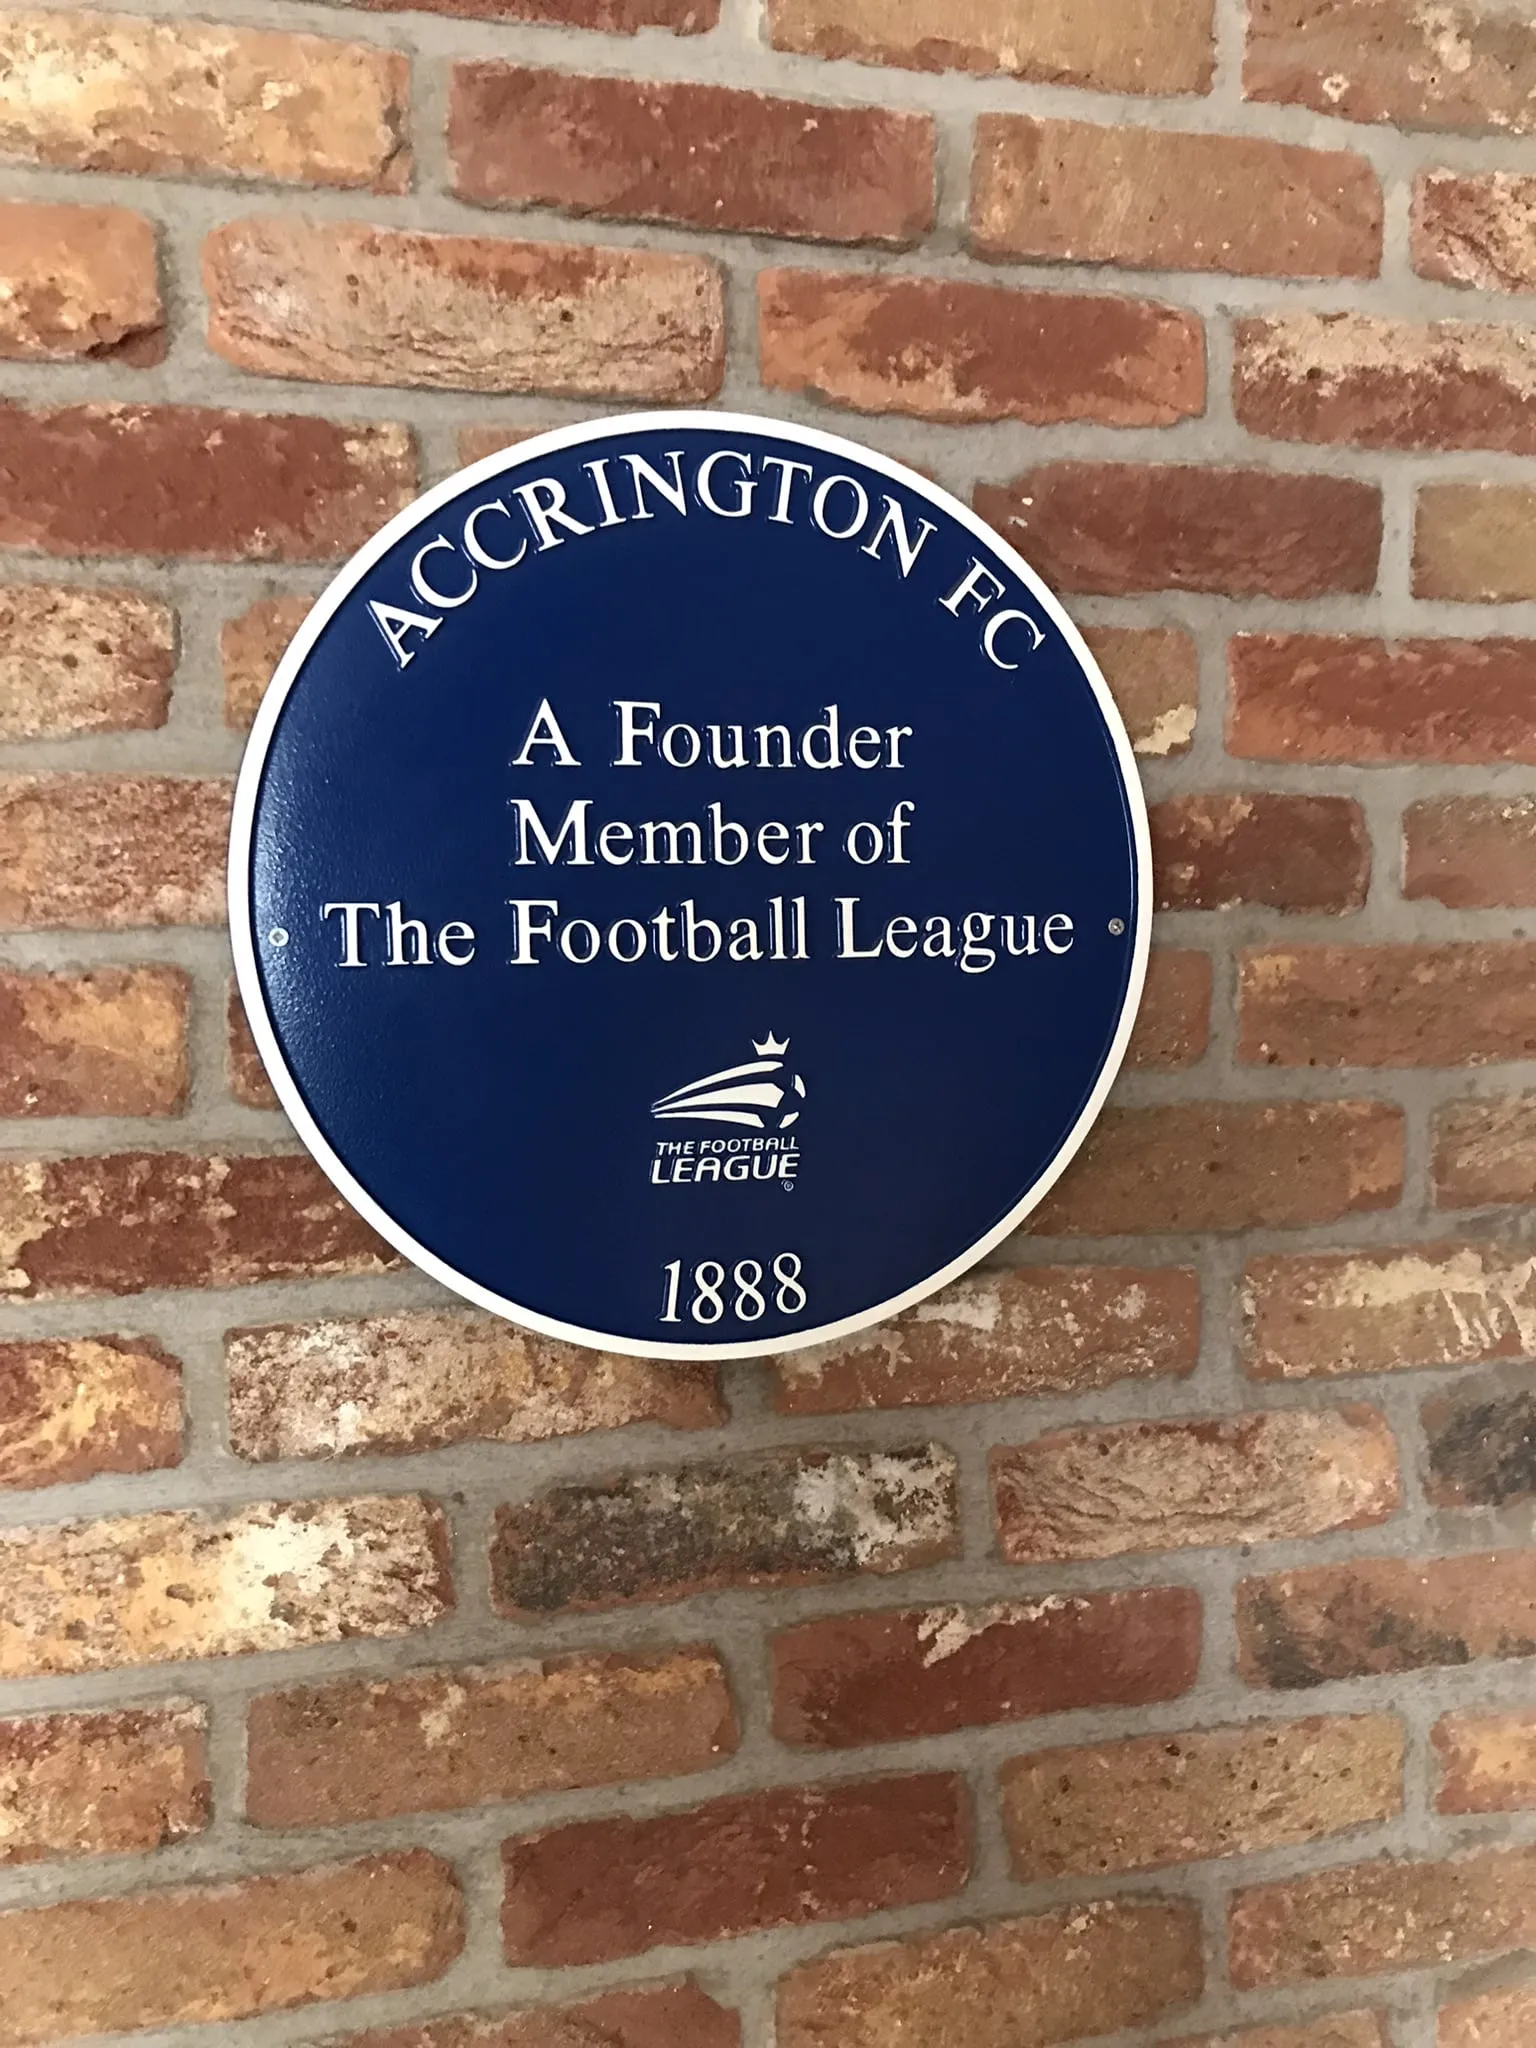 ACCRINGTON FC
A Founder
Member of
The Football League
THE FOOTBALL
LEAGUE
®
1888